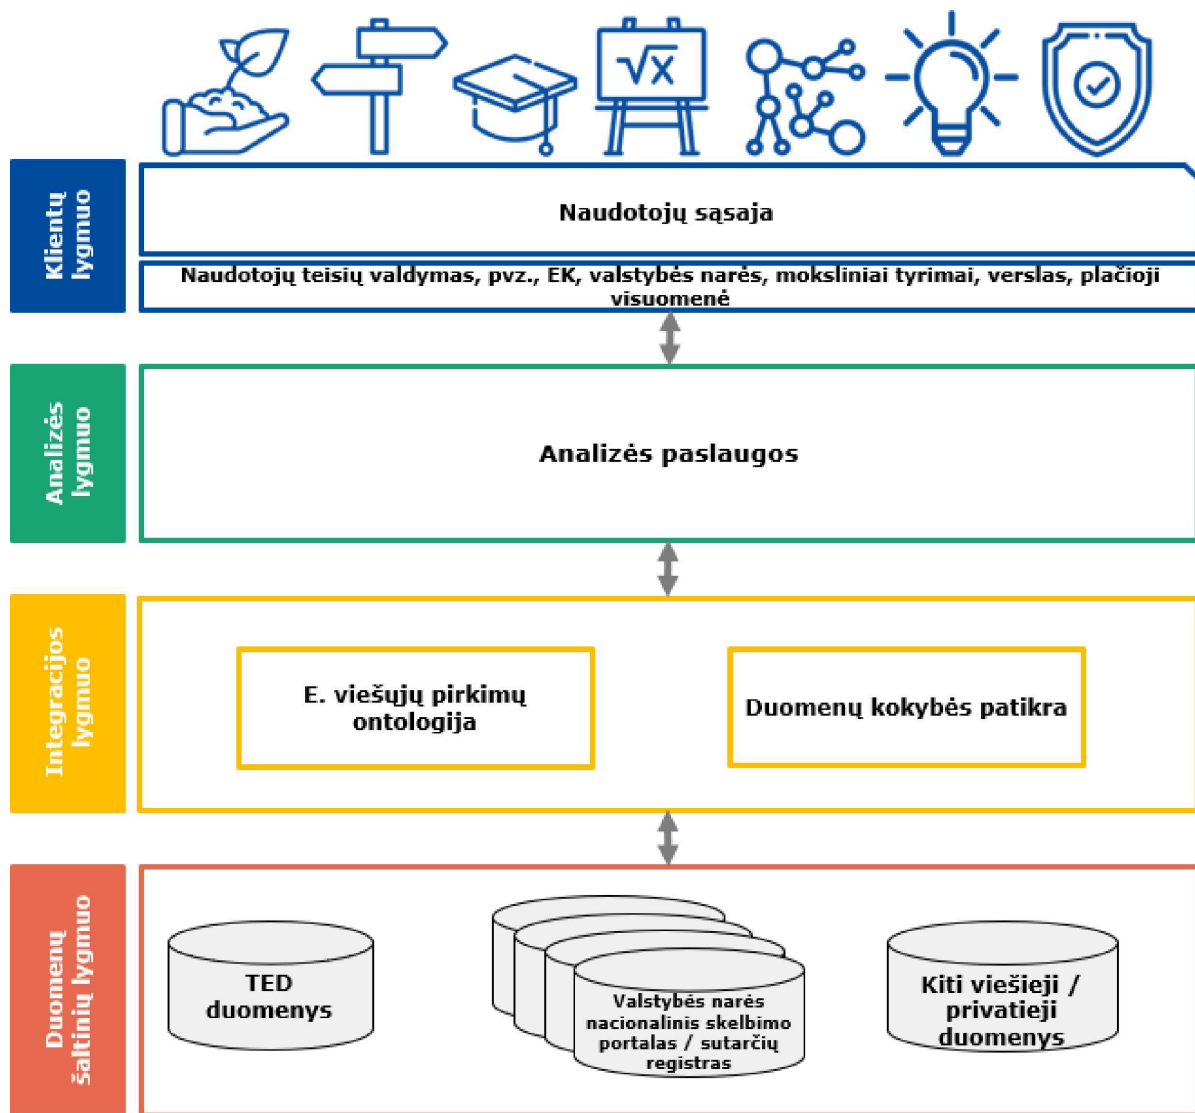 √x
Klientų
lygmuo
Naudotojų sąsaja
Naudotojų teisių valdymas, pvz., EK, valstybės narės, moksliniai tyrimai, verslas, plačioji
visuomenė
Analizės
lygmuo
Analizės paslaugos
Integracijos
lygmuo
E. viešųjų pirkimų
ontologija
Duomenų kokybės patikra
Duomenų
šaltinių lygmuo
TED
duomenys
Valstybės narės
nacionalinis skelbimo
portalas / sutarčių
registras
Kiti viešieji /
privatieji
duomenys